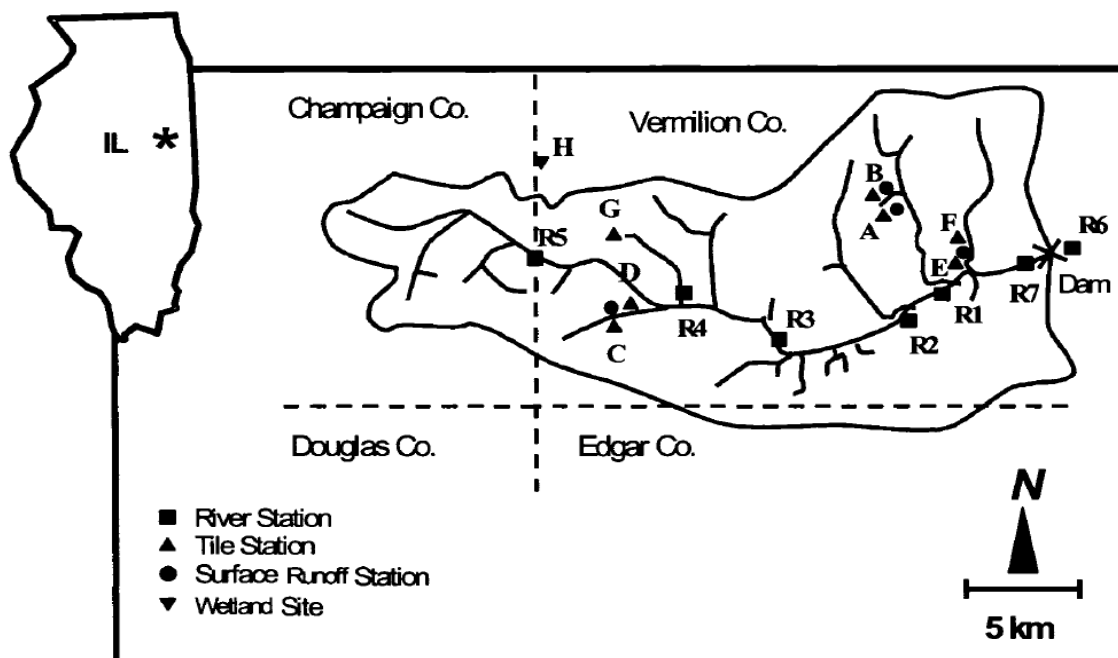 Champaign Co.
Vermilion Co.
IL *
H
B
G
A
F
R6
R5
D
E
R7
Dam
R4
R3
R1
R2
C
Douglas Co.
Edgar Co.
N
River Station
Tile Station
Surface Runoff Station
Wetland Site
5 km